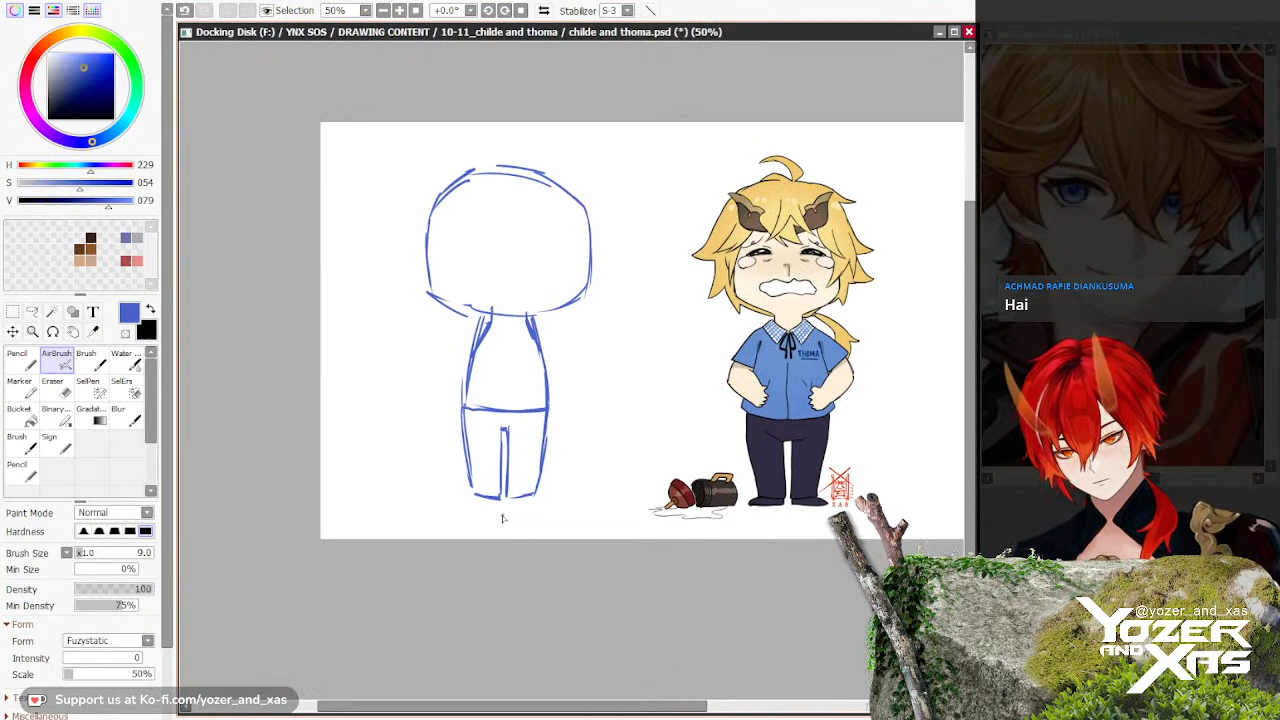 Selection
50%
+0.0°
Stabilizer
S-3
Docking Disk (F:) / YNX SOS / DRAWING CONTENT / 10-11_childe and thoma / childe and thoma.psd (*) (50%)
H
229
S
054
V
079
T
Pencil
AirBrush
Brush
Water ...
Marker
Eraser
SelPen
SelErs
Bucket
Binary...
Gradat...
Blur
Brush
Sign
Pencil
Paint Mode
Normal
Hardness
Brush Size
x1.0
9.0
Min Size
0%
Density
100
Min Density
75%
Form
Form
Fuzystatic
Intensity
0
Scale
50%
Miscellaneous
Support us at Ko-fi.com/yozer_and_xas
THOMA
XAS
ACHMAD RAFIE DIANKUSUMA
Hai
@yozer_and_xas
YOZER
AND
XAS